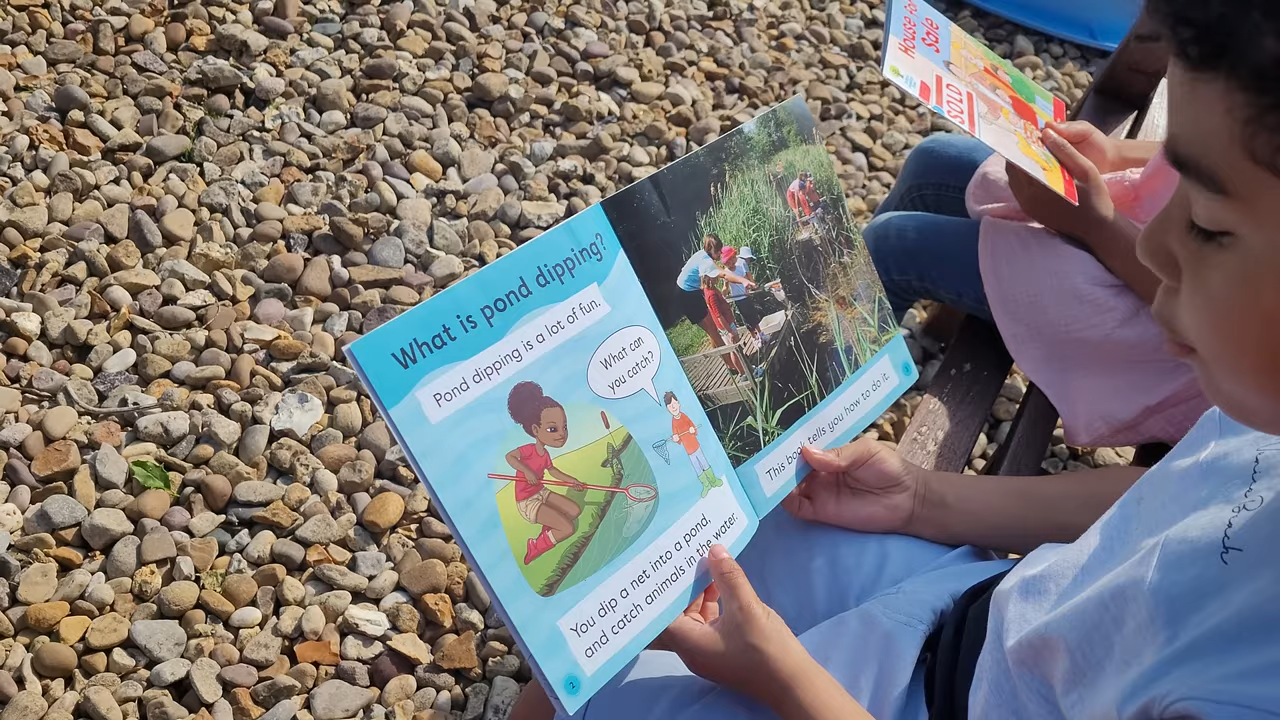 What is pond dipping?
Pond dipping is a lot of fun.
What can
you catch?
You dip a net into a pond,
and catch animals in the water.
2
This book tells you how to do it.
3
House for
Sale
SOLD